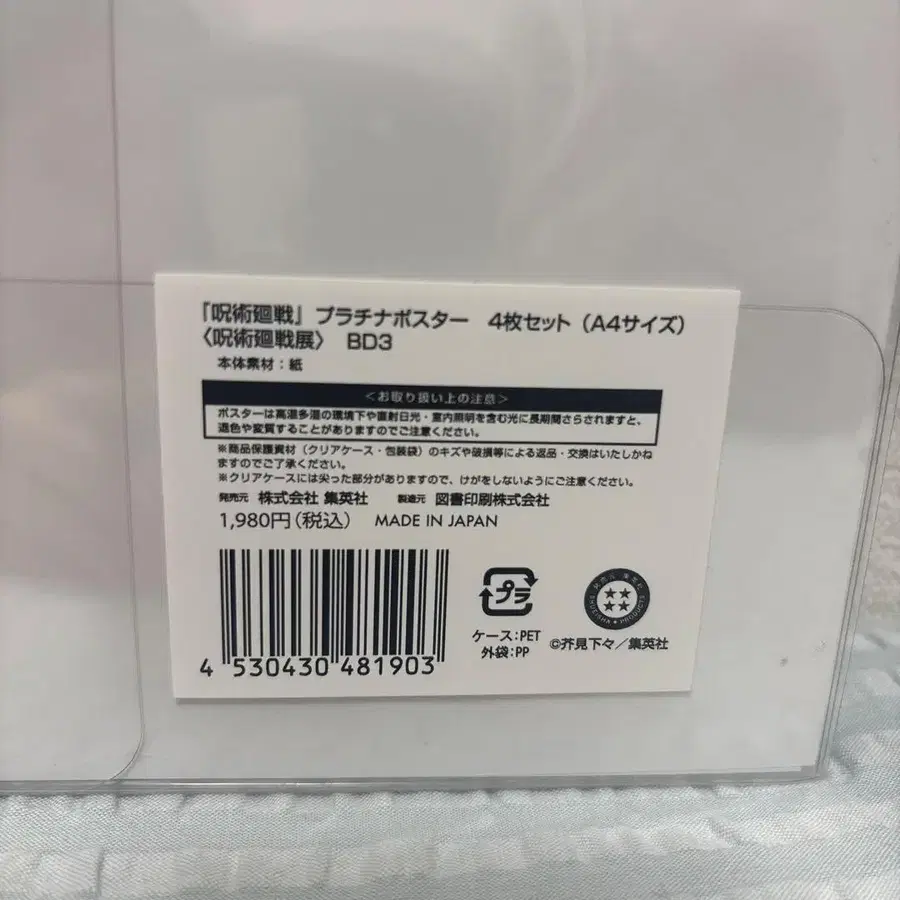 「呪術廻戦」 プラチナポスター 4枚セット(A4サイズ)
〈呪術廻戦展〉 BD3
本体素材：紙
＜お取り扱い上の注意＞
ポスターは高温多湿の環境下や直射日光・室内照明を含む光に長期間さらされますと、
退色や変質することがありますのでご注意ください。
※商品保護資材（クリアケース・包装袋）のキズや破損等による返品・交換はいたしかね
ますのでご了承ください。
※クリアケースには尖った部分がありますので、けがをしないようにご注意ください。
発売元 株式会社 集英社 製造元 図書印刷株式会社
1,980円(税込) MADE IN JAPAN
4 530430 481903
プラ
ケース:PET
外袋:PP
発売元 集英社
SHUEISHA PRODUCTS
©芥見下々／集英社